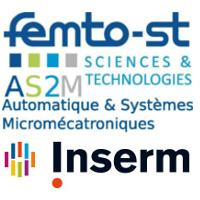 femto-st
SCIENCES &
TECHNOLOGIES
AS2M
Automatique & Systèmes
Micromécatroniques
Inserm